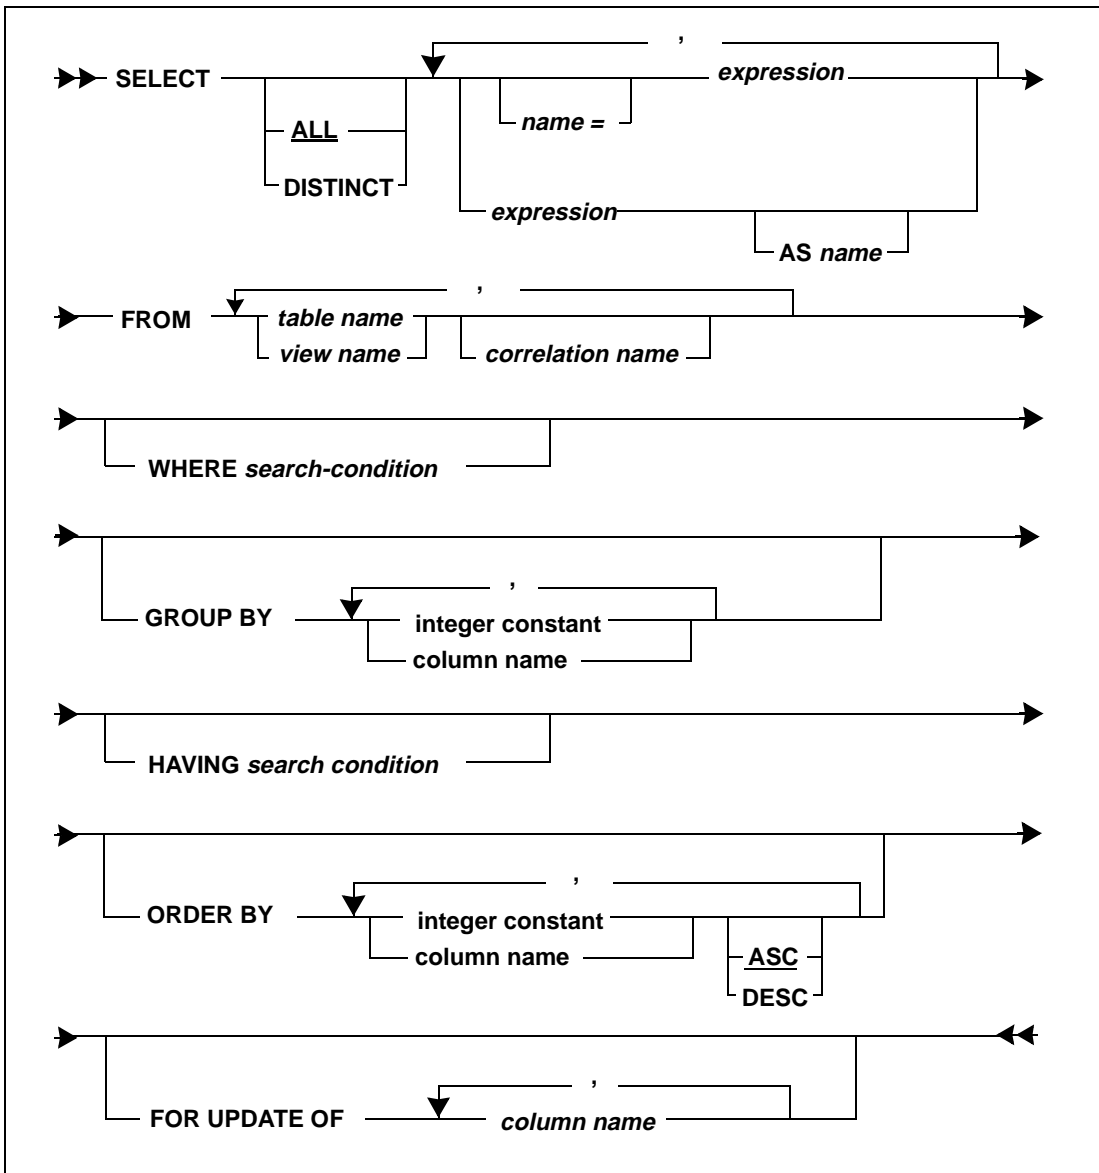 ,
SELECT expression
name =
ALL
DISTINCT
expression
AS name
,
FROM table name
view name correlation name
WHERE search-condition
,
GROUP BY integer constant
column name
HAVING search condition
,
ORDER BY integer constant
column name ASC
DESC
,
FOR UPDATE OF column name